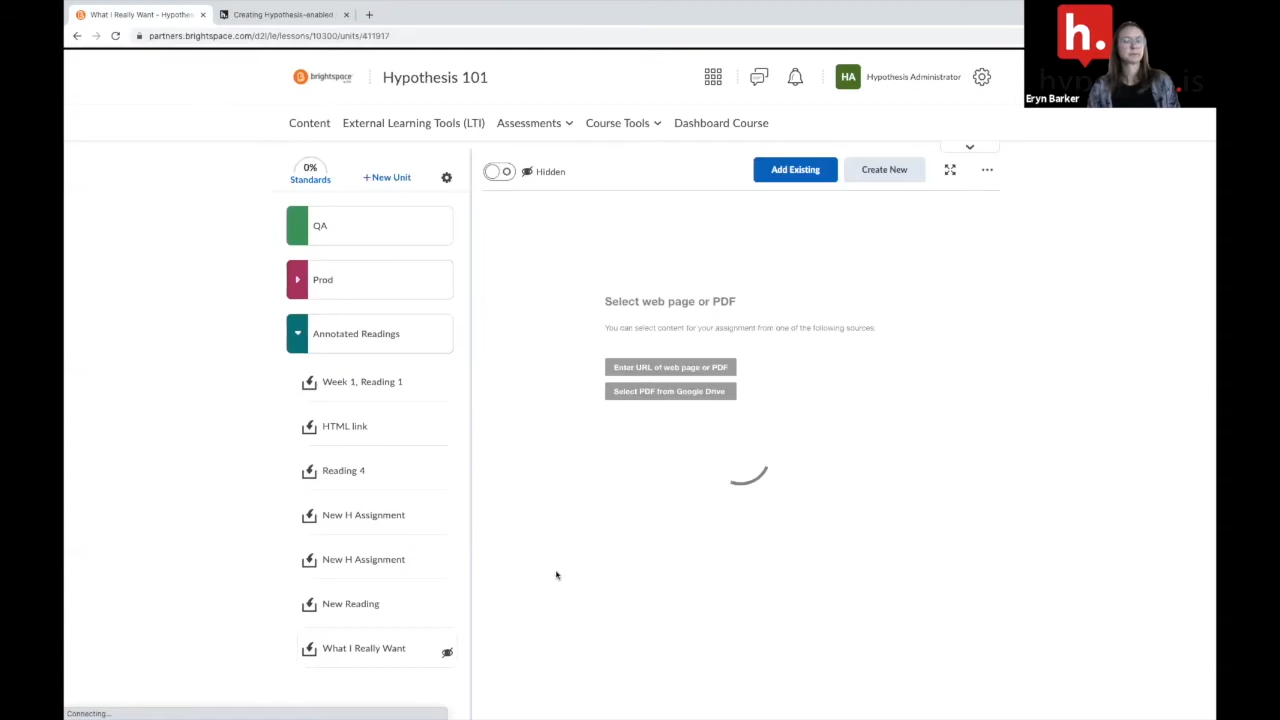 What I Really Want - Hypothes
Creating Hypothesis-enabled
partners.brightspace.com/d2l/le/lessons/10300/units/411917
h.
Eryn Barker
brightspace
Hypothesis 101
HA
Hypothesis Administrator
Content
External Learning Tools (LTI)
Assessments
Course Tools
Dashboard Course
0%
Standards
+ New Unit
Hidden
Add Existing
Create New
QA
Prod
Annotated Readings
Week 1, Reading 1
HTML link
Reading 4
New H Assignment
New H Assignment
New Reading
What I Really Want
Select web page or PDF
You can select content for your assignment from one of the following sources:
Enter URL of web page or PDF
Select PDF from Google Drive
Connecting...